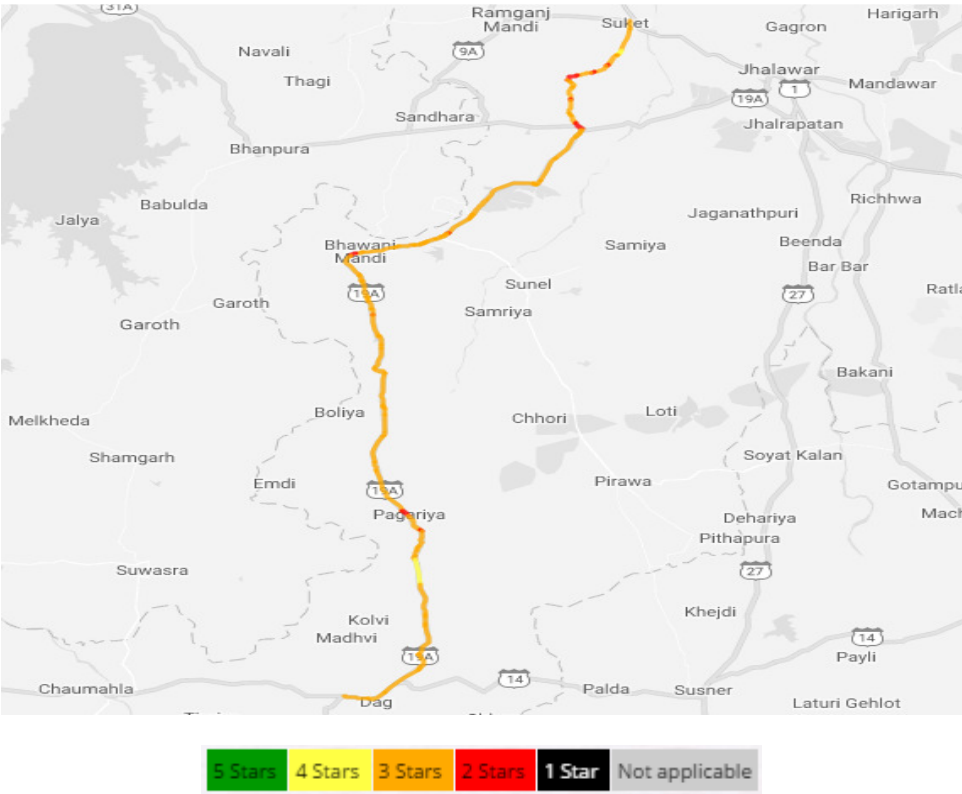 31A
Ramganj
Mandi
Suket
Harigarh
Gagron
Navali
9A
Thagi
Jhalawar
Mandawar
1
19A
Sandhara
Jhalrapatan
Bhanpura
Babulda
Richhwa
Jalya
Jaganathpuri
Bhawani
Mandi
Samiya
Beenda
Bar Bar
Sunel
19A
27
Garoth
Samriya
Garoth
Bakani
Boliya
Chhori
Loti
Melkheda
Shamgarh
Soyat Kalan
Emdi
19A
Pirawa
Pagariya
Dehariya
Pithapura
Suwasra
27
Kolvi
Khejdi
Madhvi
14
19A
Payli
14
Chaumahla
Dag
Palda
Susner
Laturi Gehlot
5 Stars
4 Stars
3 Stars
2 Stars
1 Star
Not applicable